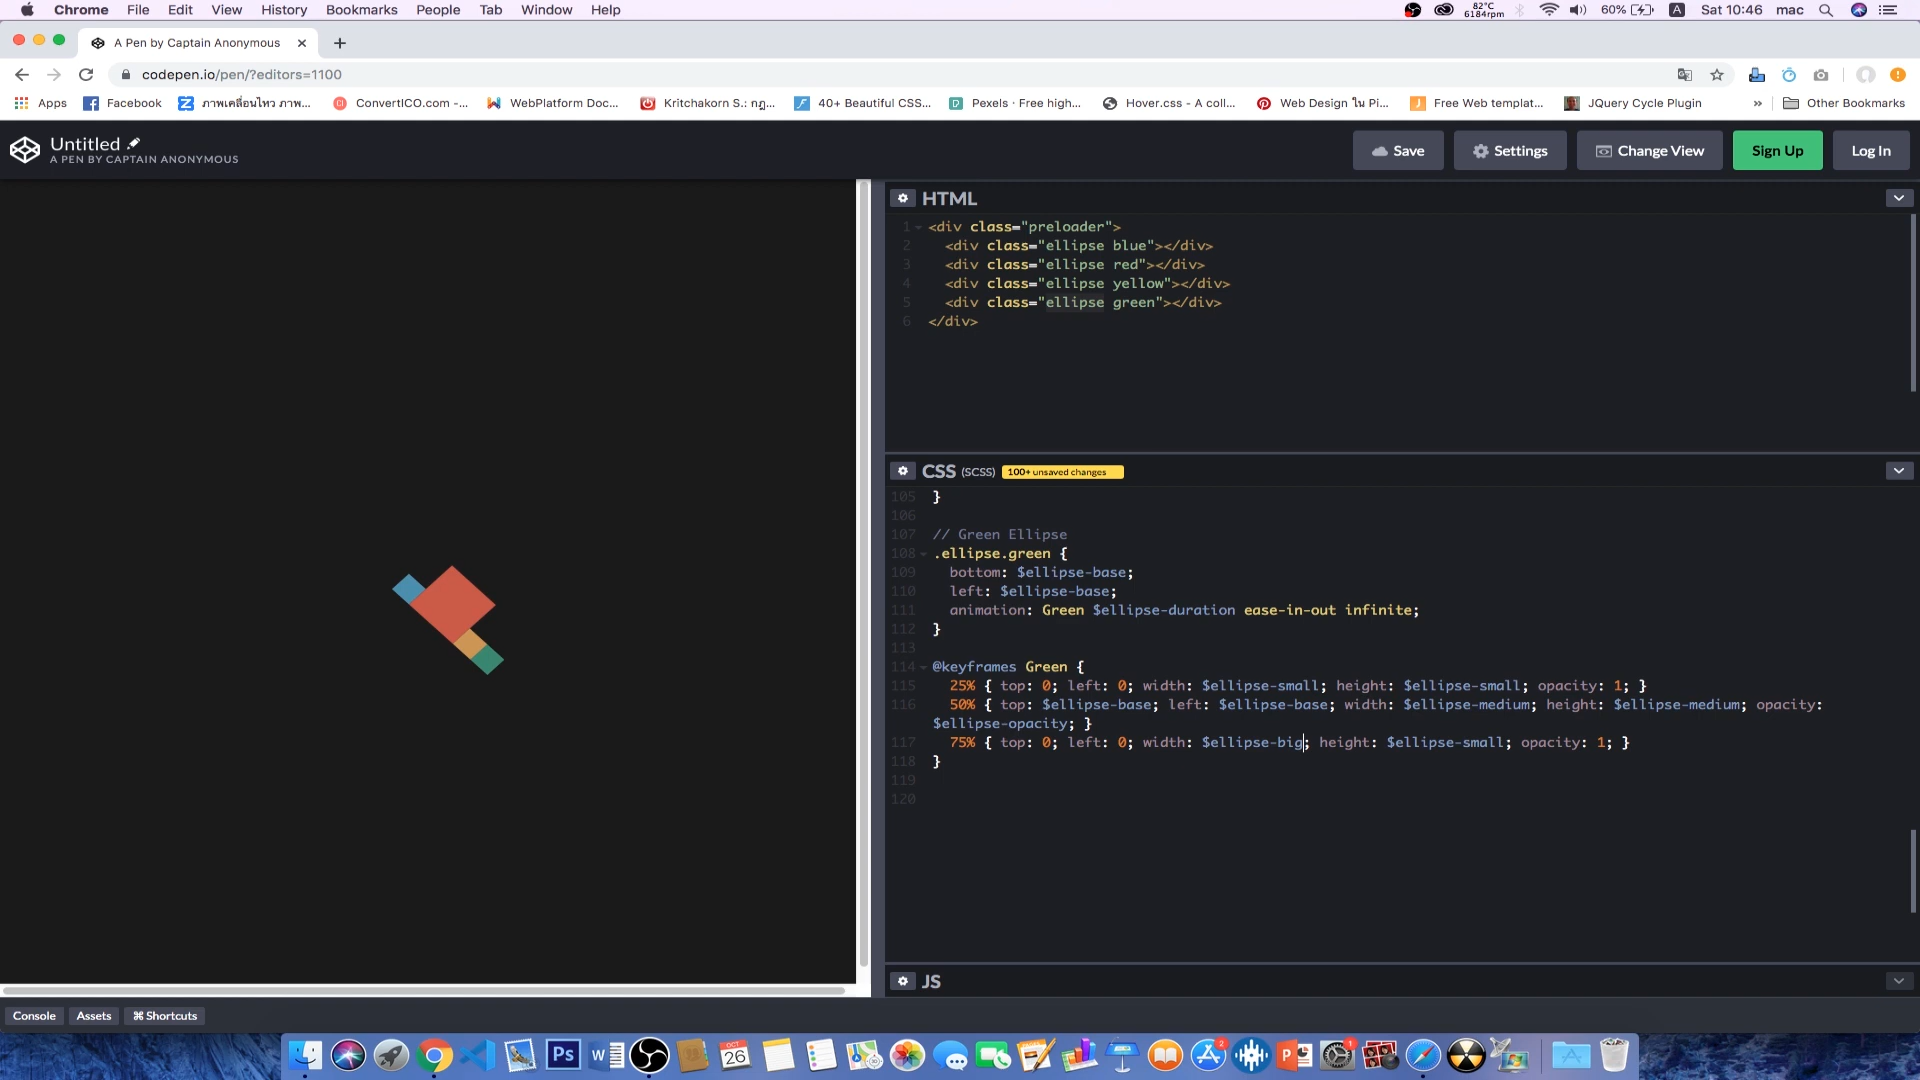 Chrome File Edit View History Bookmarks People Tab Window Help
82°C
6184rpm
60%
A
Sat 10:46 mac
A Pen by Captain Anonymous
codepen.io/pen/?editors=1100
Apps Facebook ภาพเคลื่อนไหว ภาพ... ConvertICO.com -... WebPlatform Doc... Kritchakorn S.: กฎ... 40+ Beautiful CSS... Pexels · Free high... Hover.css - A coll... Web Design ใน Pi... Free Web templat... JQuery Cycle Plugin » Other Bookmarks
Untitled
A PEN BY CAPTAIN ANONYMOUS
Save Settings Change View Sign Up Log In
HTML
1 <div class="preloader">
2 <div class="ellipse blue"></div>
3 <div class="ellipse red"></div>
4 <div class="ellipse yellow"></div>
5 <div class="ellipse green"></div>
6 </div>
CSS (SCSS) 100+ unsaved changes
105 }
106
107 // Green Ellipse
108 .ellipse.green {
109 bottom: $ellipse-base;
110 left: $ellipse-base;
111 animation: Green $ellipse-duration ease-in-out infinite;
112 }
113
114 @keyframes Green {
115 25% { top: 0; left: 0; width: $ellipse-small; height: $ellipse-small; opacity: 1; }
116 50% { top: $ellipse-base; left: $ellipse-base; width: $ellipse-medium; height: $ellipse-medium; opacity:
$ellipse-opacity; }
117 75% { top: 0; left: 0; width: $ellipse-big; height: $ellipse-small; opacity: 1; }
118 }
119
120
JS
Console Assets ⌘ Shortcuts
Ps
W
OCT
26
2
P
1